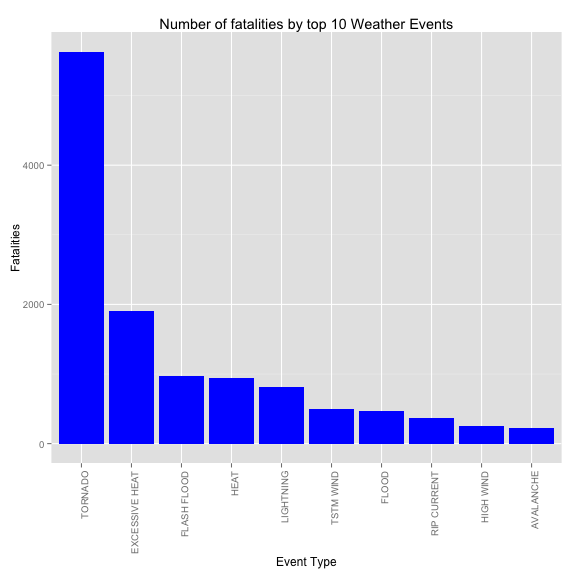 Number of fatalities by top 10 Weather Events
Fatalities
4000
2000
0
TORNADO
EXCESSIVE HEAT
FLASH FLOOD
HEAT
LIGHTNING
TSTM WIND
FLOOD
RIP CURRENT
HIGH WIND
AVALANCHE
Event Type